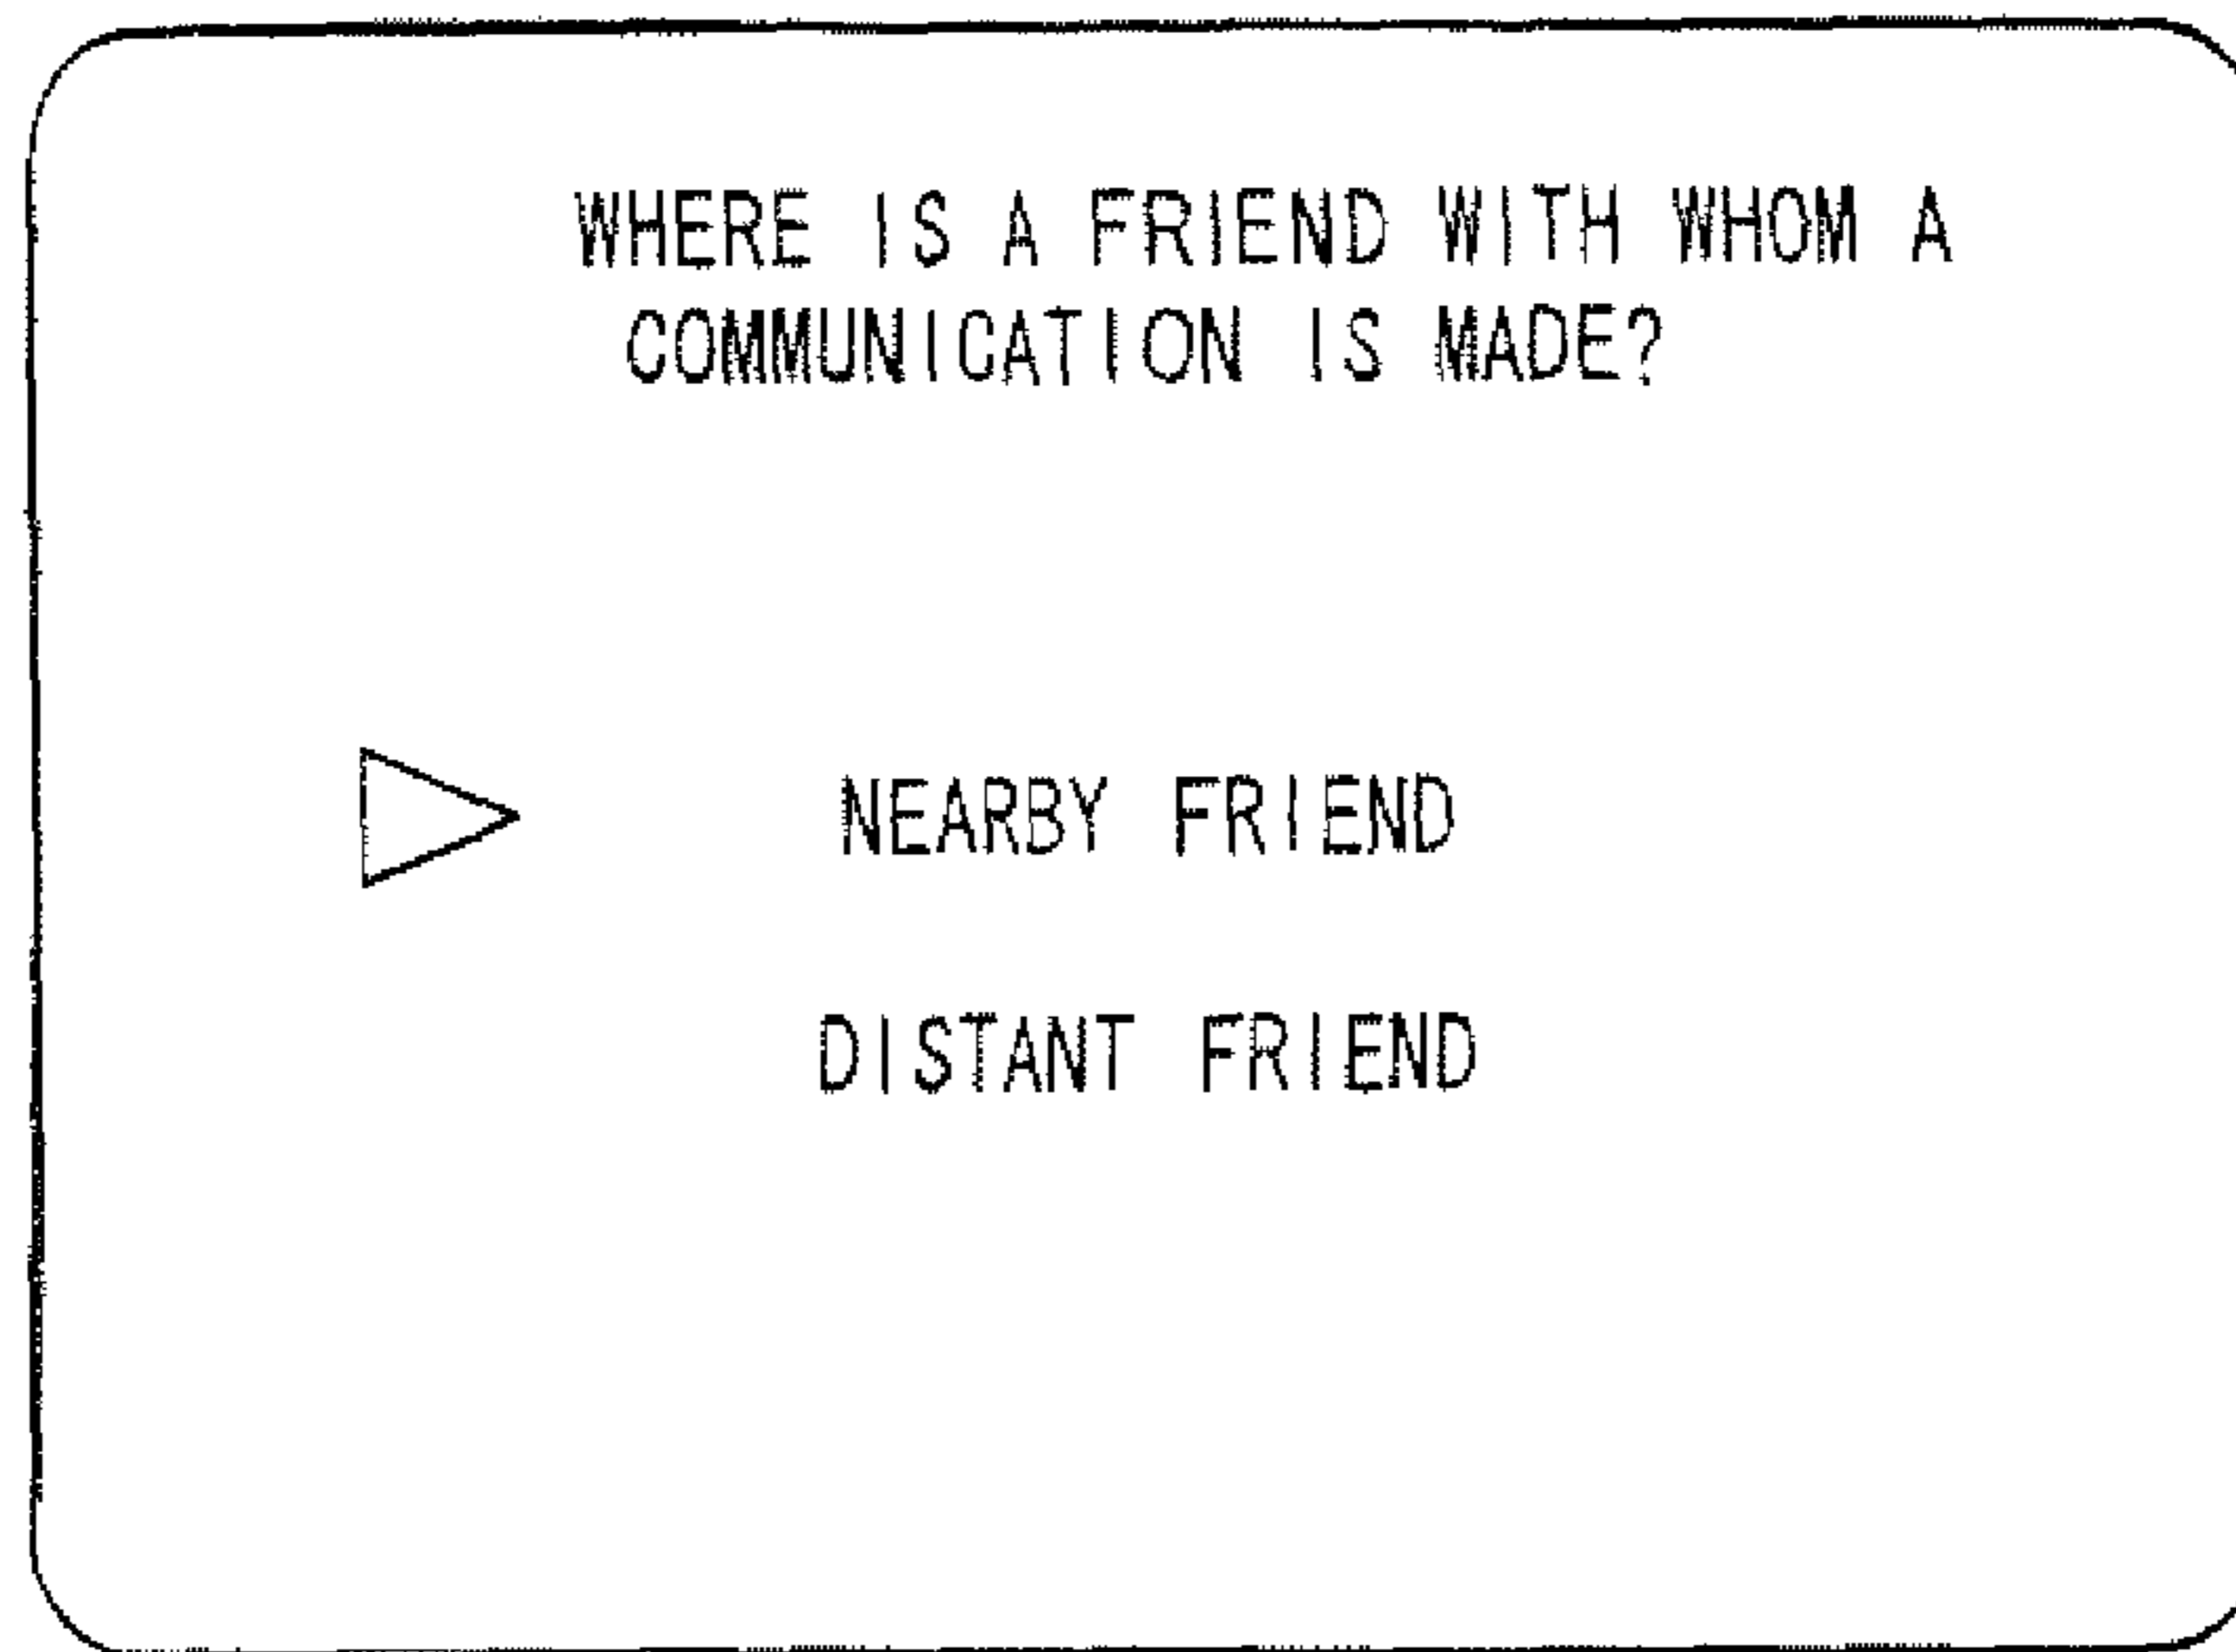 WHERE IS A FRIEND WITH WHOM A
COMMUNICATION IS MADE?
NEARBY FRIEND
DISTANT FRIEND